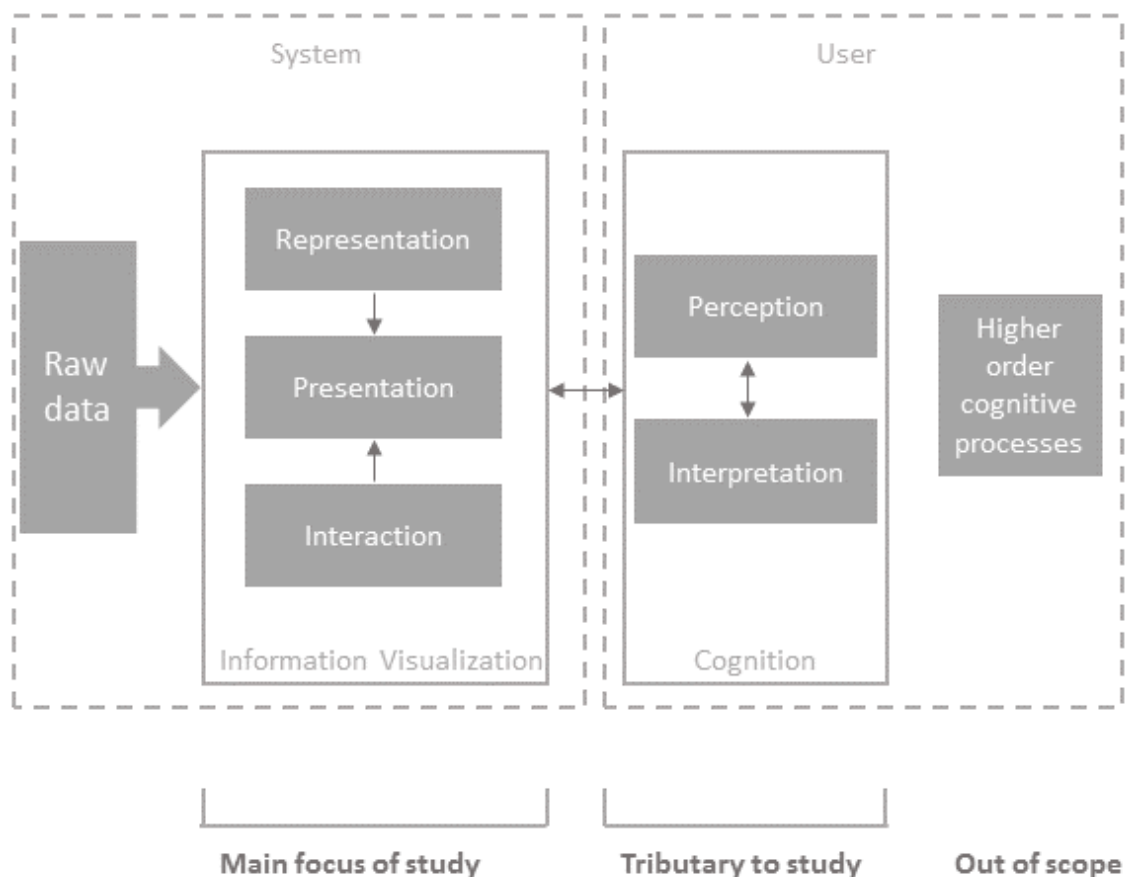 System
User
Representation
Perception
Higher
order
cognitive
processes
Raw
data
Presentation
Interpretation
Interaction
Information Visualization
Cognition
Main focus of study
Tributary to study
Out of scope